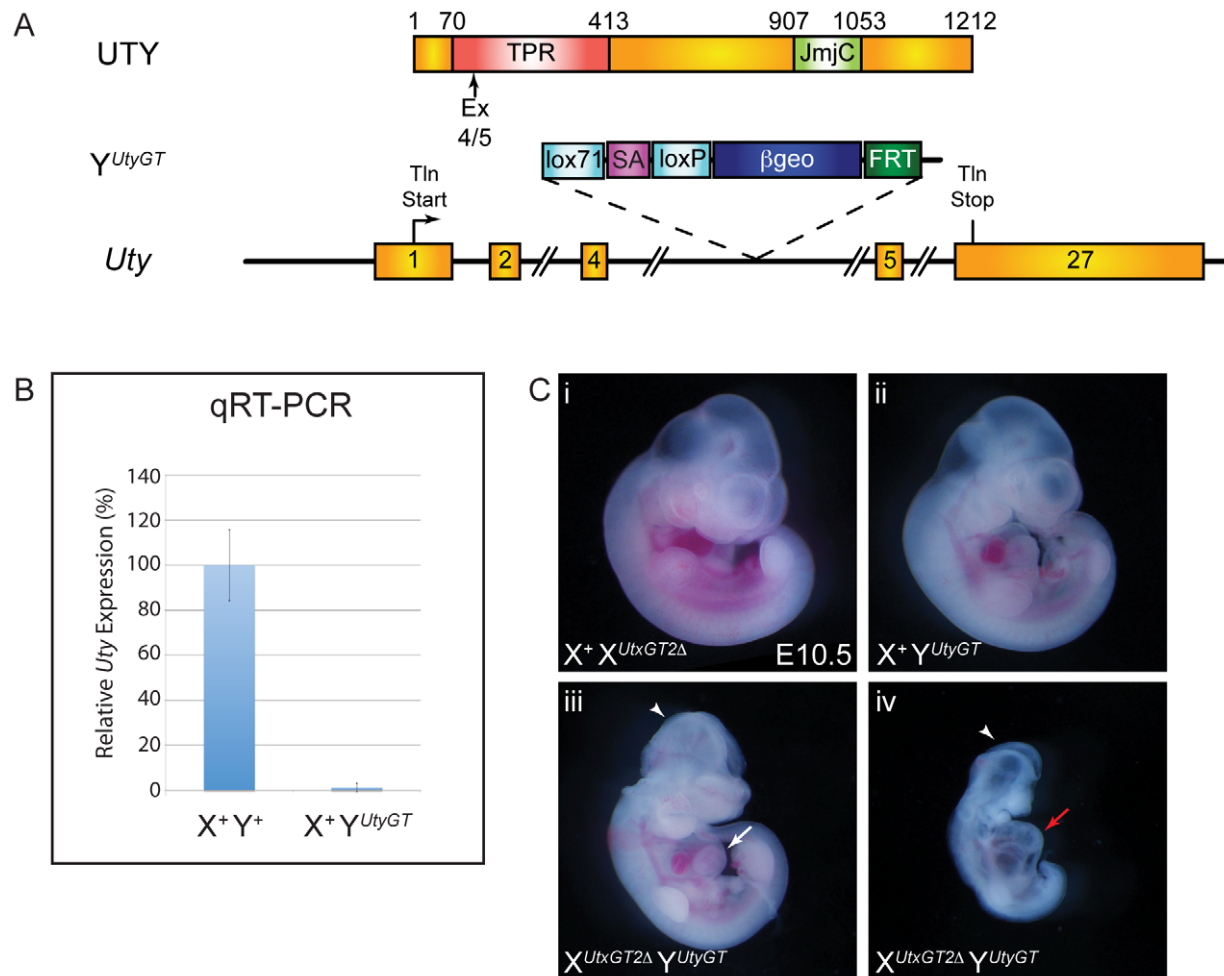 A
1 70 413 907 1053 1212
UTY
TPR
JmjC
Ex
4/5
Y^UtyGT
lox71 SA loxP βgeo FRT
Tln
Start
Tln
Stop
Uty
1 2 4 5 27
B
qRT-PCR
Relative Uty Expression (%)
140
120
100
80
60
40
20
0
X+ Y+
X+ Y^UtyGT
C
i
X+ X^UtxGT2Δ
E10.5
ii
X+ Y^UtyGT
iii
X^UtxGT2Δ Y^UtyGT
iv
X^UtxGT2Δ Y^UtyGT